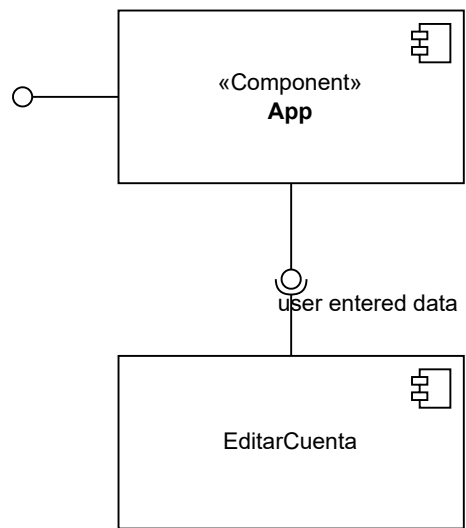 «Component»
App
user entered data
EditarCuenta